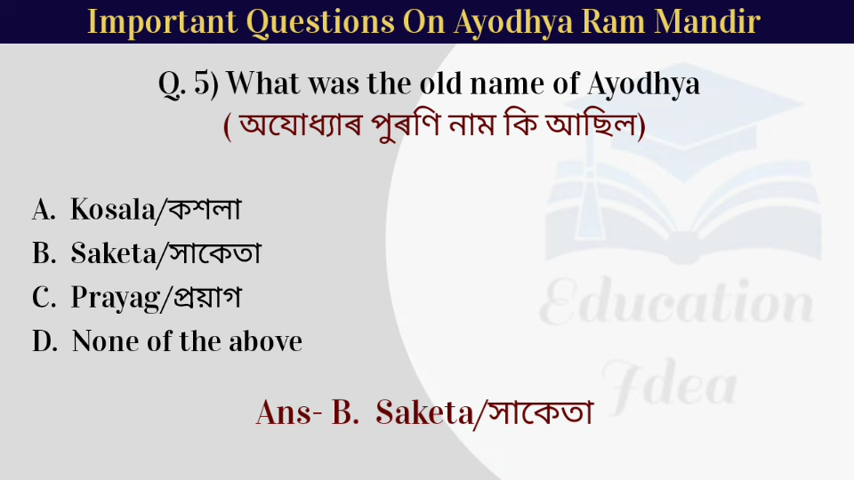 Important Questions On Ayodhya Ram Mandir
Q. 5) What was the old name of Ayodhya
( অযোধ্যাৰ পুৰণি নাম কি আছিল)
A. Kosala/কশলা
B. Saketa/সাকেতা
C. Prayag/প্ৰয়াগ
D. None of the above
Education
Idea
Ans- B. Saketa/সাকেতা